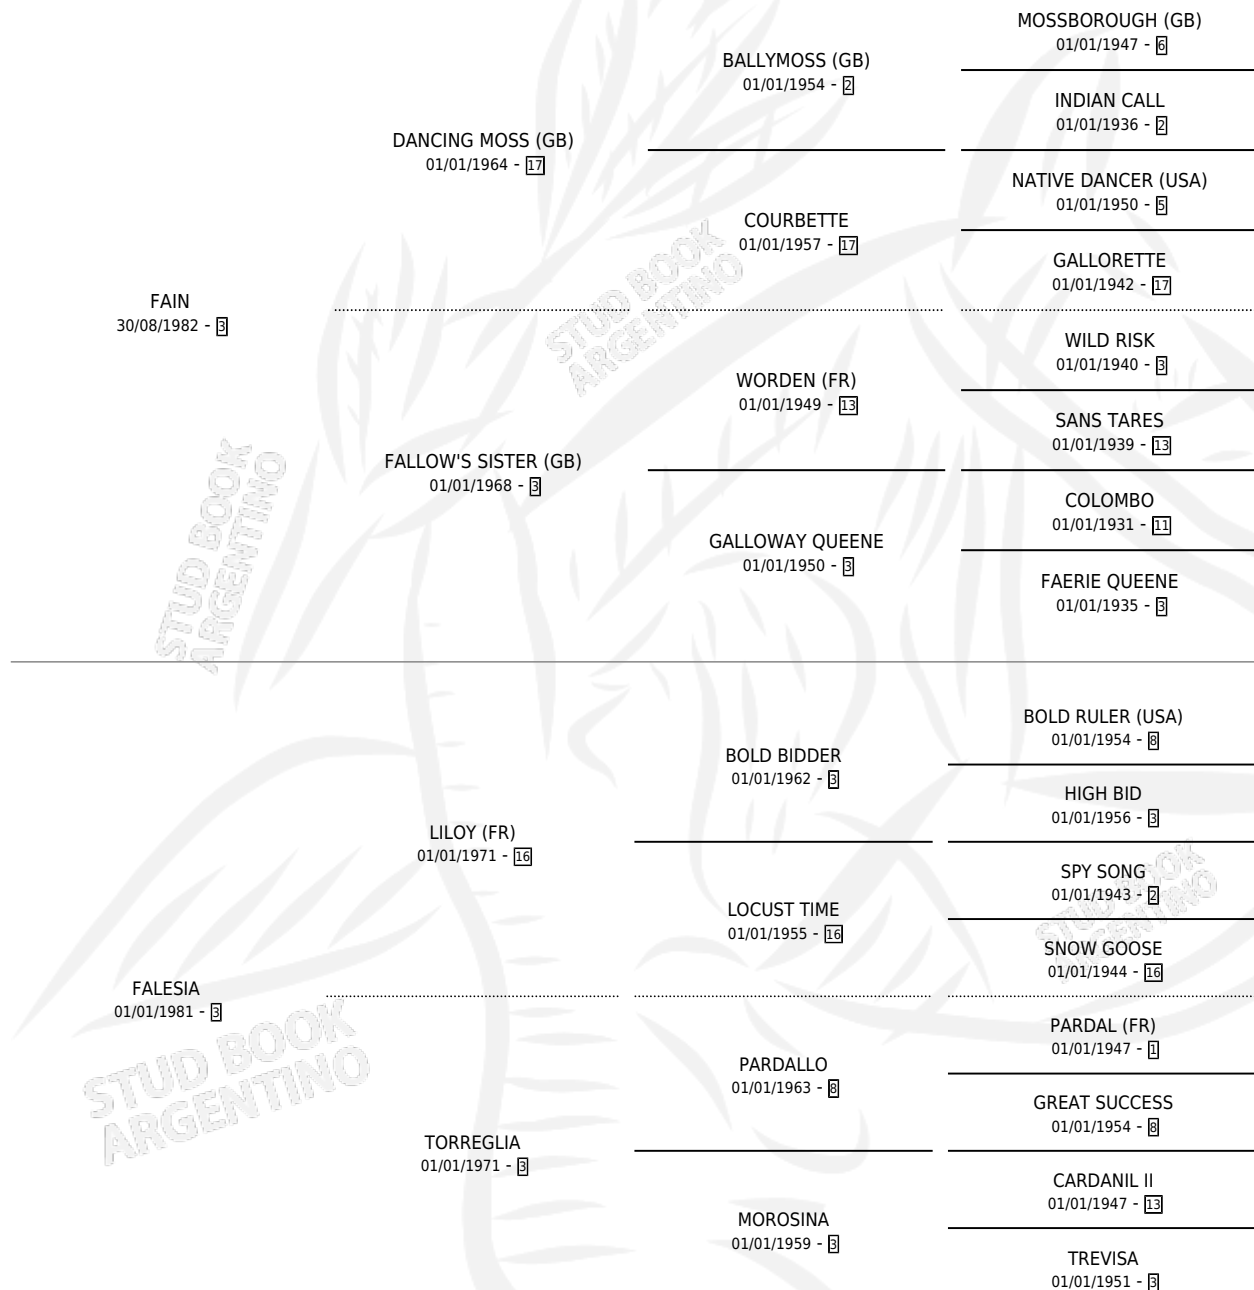 FAIN
30/08/1982 - 3
DANCING MOSS (GB)
01/01/1964 - 17
FALLOW'S SISTER (GB)
01/01/1968 - 3
BALLYMOSS (GB)
01/01/1954 - 2
COURBETTE
01/01/1957 - 17
WORDEN (FR)
01/01/1949 - 13
GALLOWAY QUEENE
01/01/1950 - 3
MOSSBOROUGH (GB)
01/01/1947 - 6
INDIAN CALL
01/01/1936 - 2
NATIVE DANCER (USA)
01/01/1950 - 5
GALLORETTE
01/01/1942 - 17
WILD RISK
01/01/1940 - 3
SANS TARES
01/01/1939 - 13
COLOMBO
01/01/1931 - 11
FAERIE QUEENE
01/01/1935 - 3
FALESIA
01/01/1981 - 3
LILOY (FR)
01/01/1971 - 16
TORREGLIA
01/01/1971 - 3
BOLD BIDDER
01/01/1962 - 3
LOCUST TIME
01/01/1955 - 16
PARDALLO
01/01/1963 - 8
MOROSINA
01/01/1959 - 3
BOLD RULER (USA)
01/01/1954 - 8
HIGH BID
01/01/1956 - 3
SPY SONG
01/01/1943 - 2
SNOW GOOSE
01/01/1944 - 16
PARDAL (FR)
01/01/1947 - 1
GREAT SUCCESS
01/01/1954 - 8
CARDANIL II
01/01/1947 - 13
TREVISA
01/01/1951 - 3
STUD BOOK
ARGENTINO
STUD BOOK
ARGENTINO
STUD BOOK
ARGENTINO
STUD BOOK
ARGENTINO